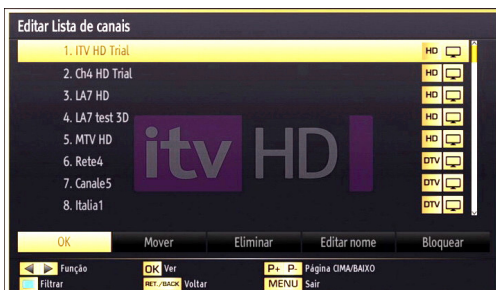 Editar Lista de canais
1. ITV HD Trial HD
2. Ch4 HD Trial HD
3. LA7 HD HD
4. LA7 test 3D HD
5. MTV HD HD
6. Rete4 DTV
7. Canale5 DTV
8. Italia1 DTV
itv HD
OK Mover Eliminar Editar nome Bloquear
Função OK Ver P+ P- Página CIMA/BAIXO
Filtrar RET./BACK Voltar MENU Sair